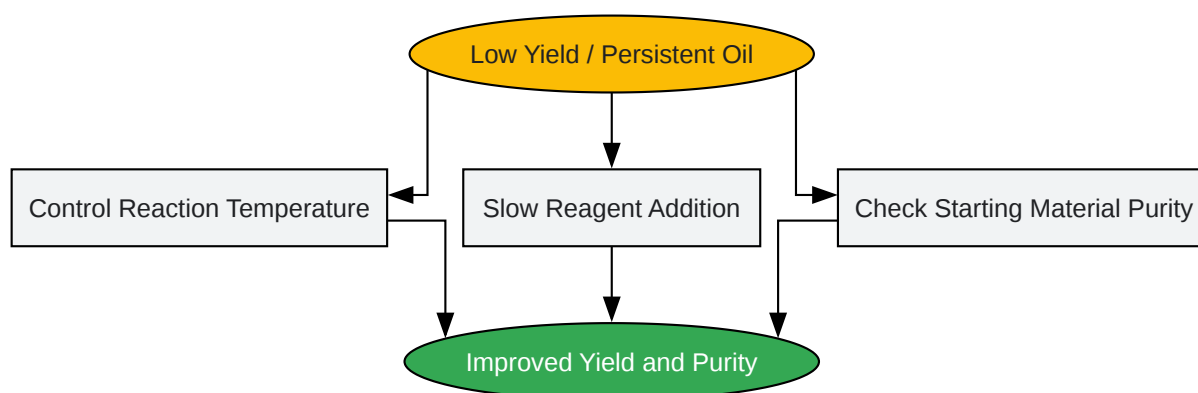 Low Yield / Persistent Oil
Control Reaction Temperature
Slow Reagent Addition
Check Starting Material Purity
Improved Yield and Purity